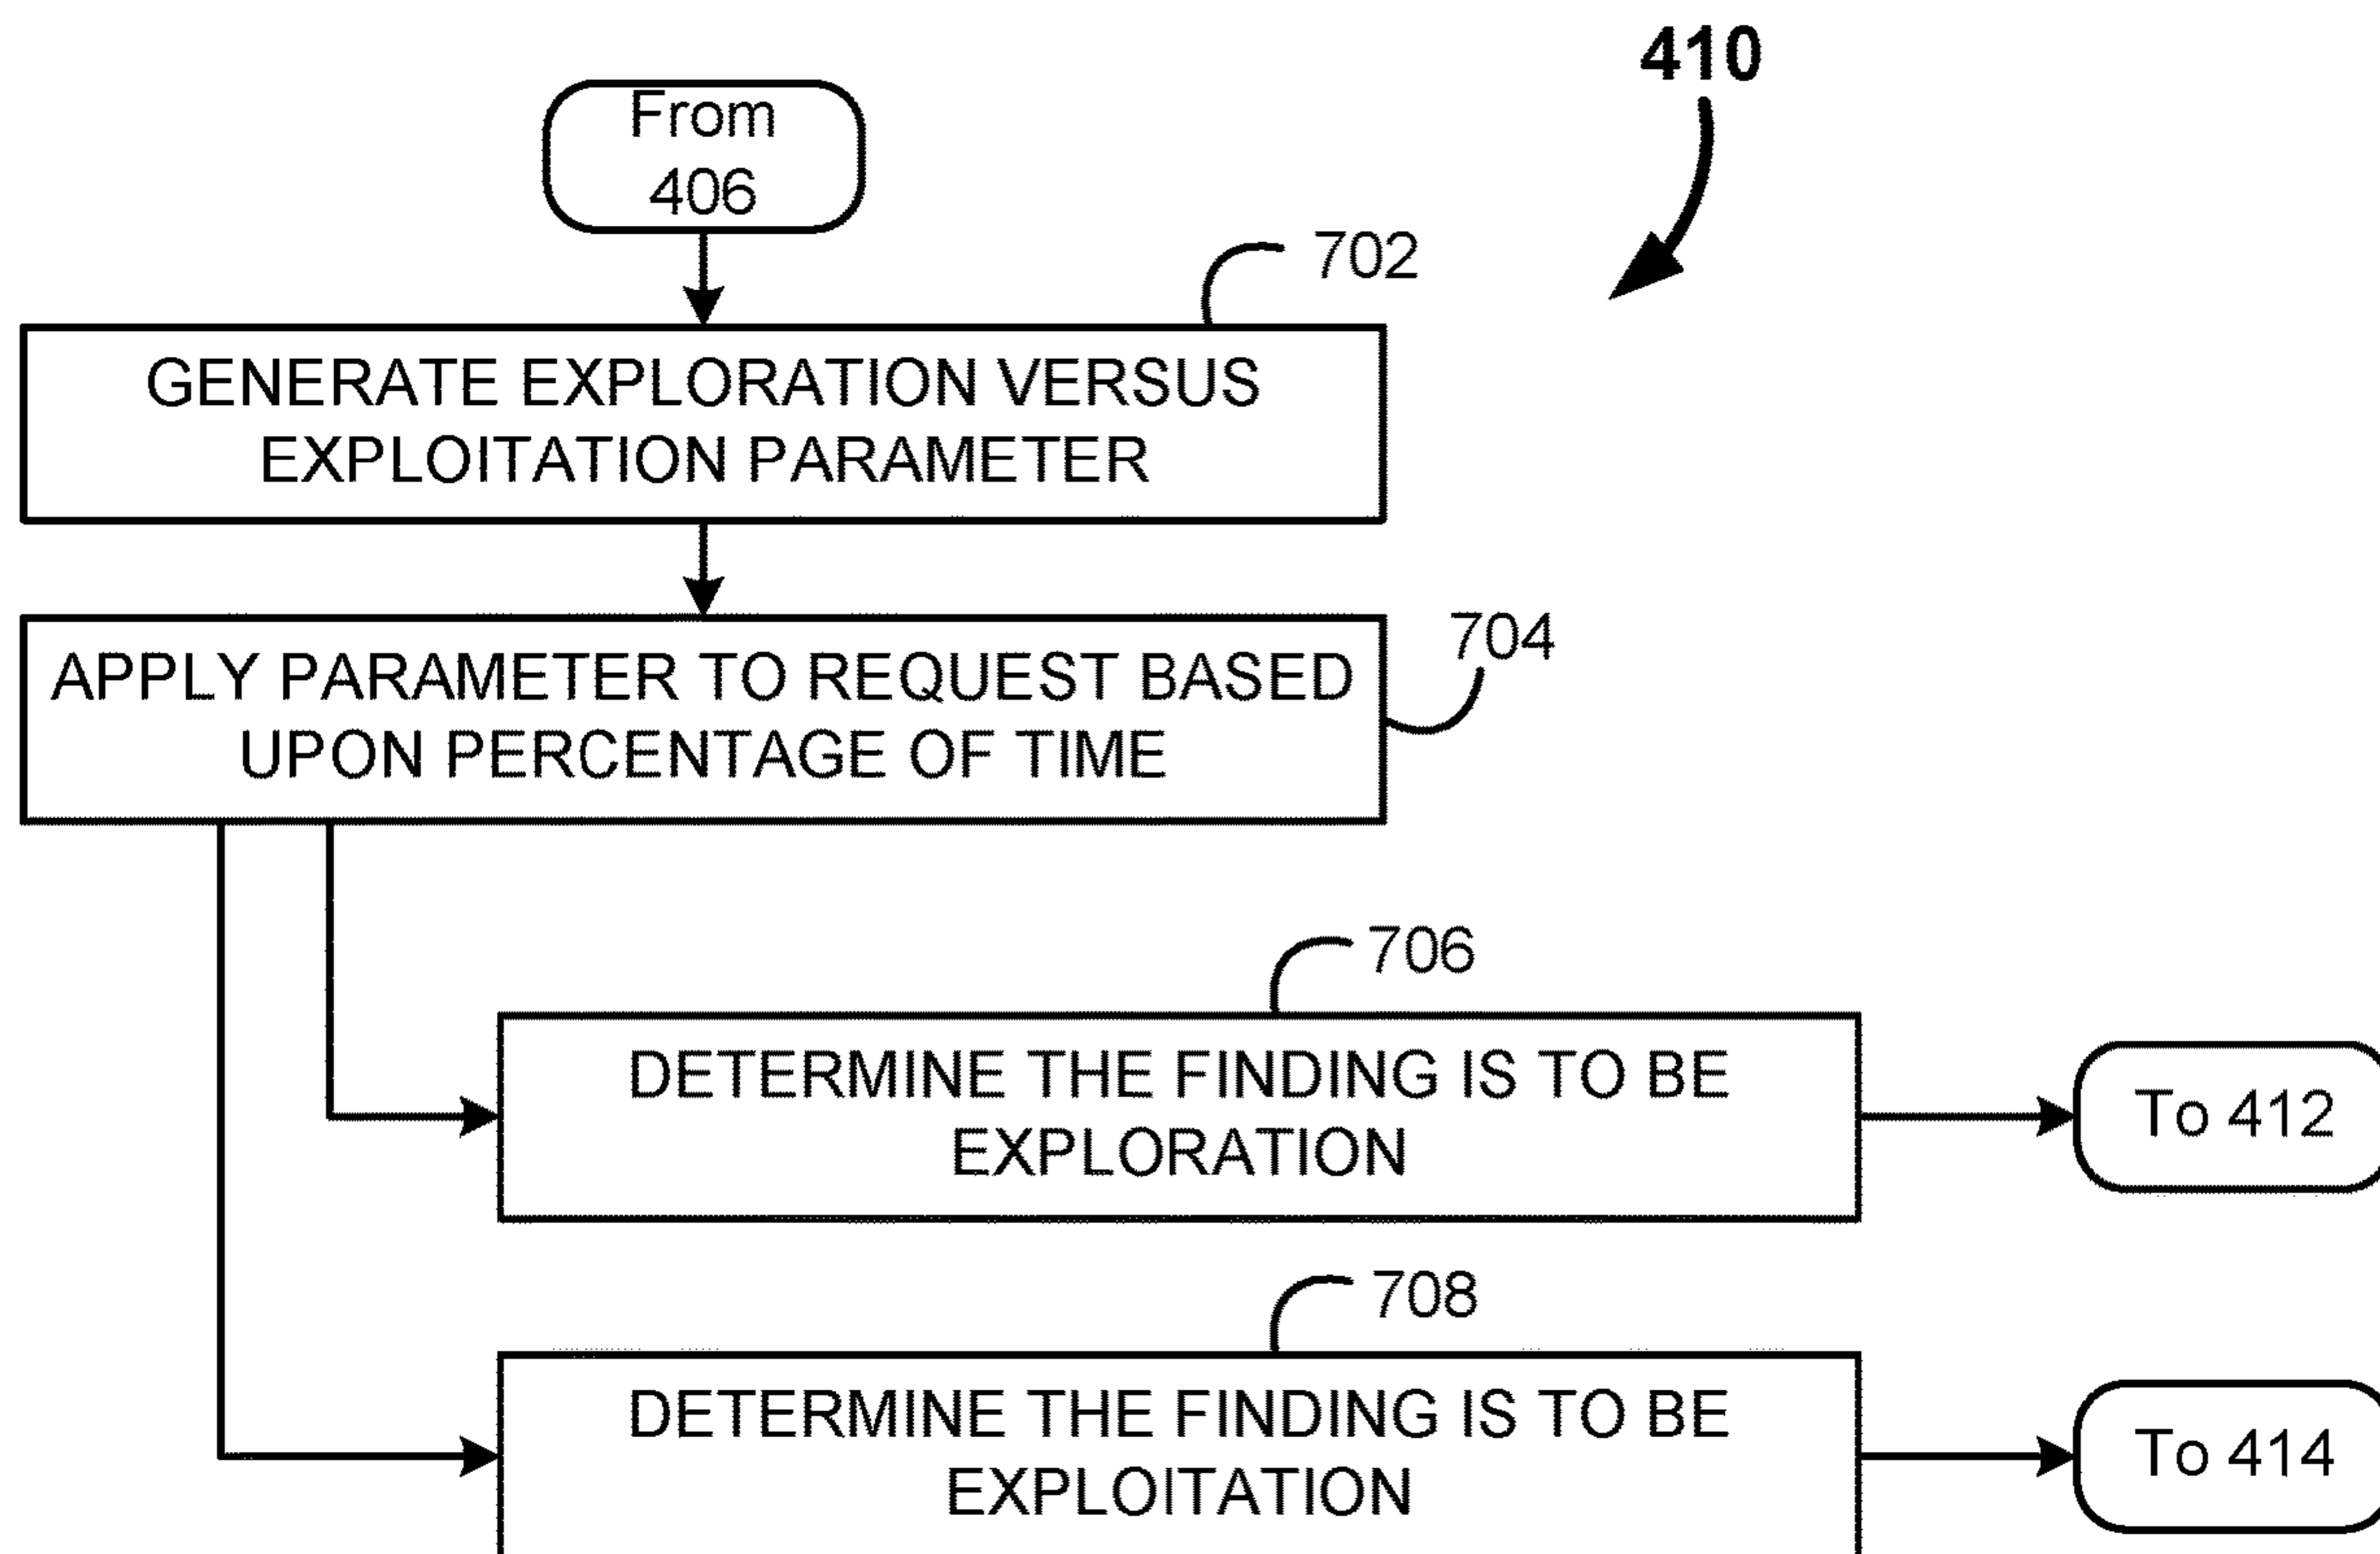 410
From
406
702
GENERATE EXPLORATION VERSUS
EXPLOITATION PARAMETER
704
APPLY PARAMETER TO REQUEST BASED
UPON PERCENTAGE OF TIME
706
DETERMINE THE FINDING IS TO BE
EXPLORATION
To 412
708
DETERMINE THE FINDING IS TO BE
EXPLOITATION
To 414